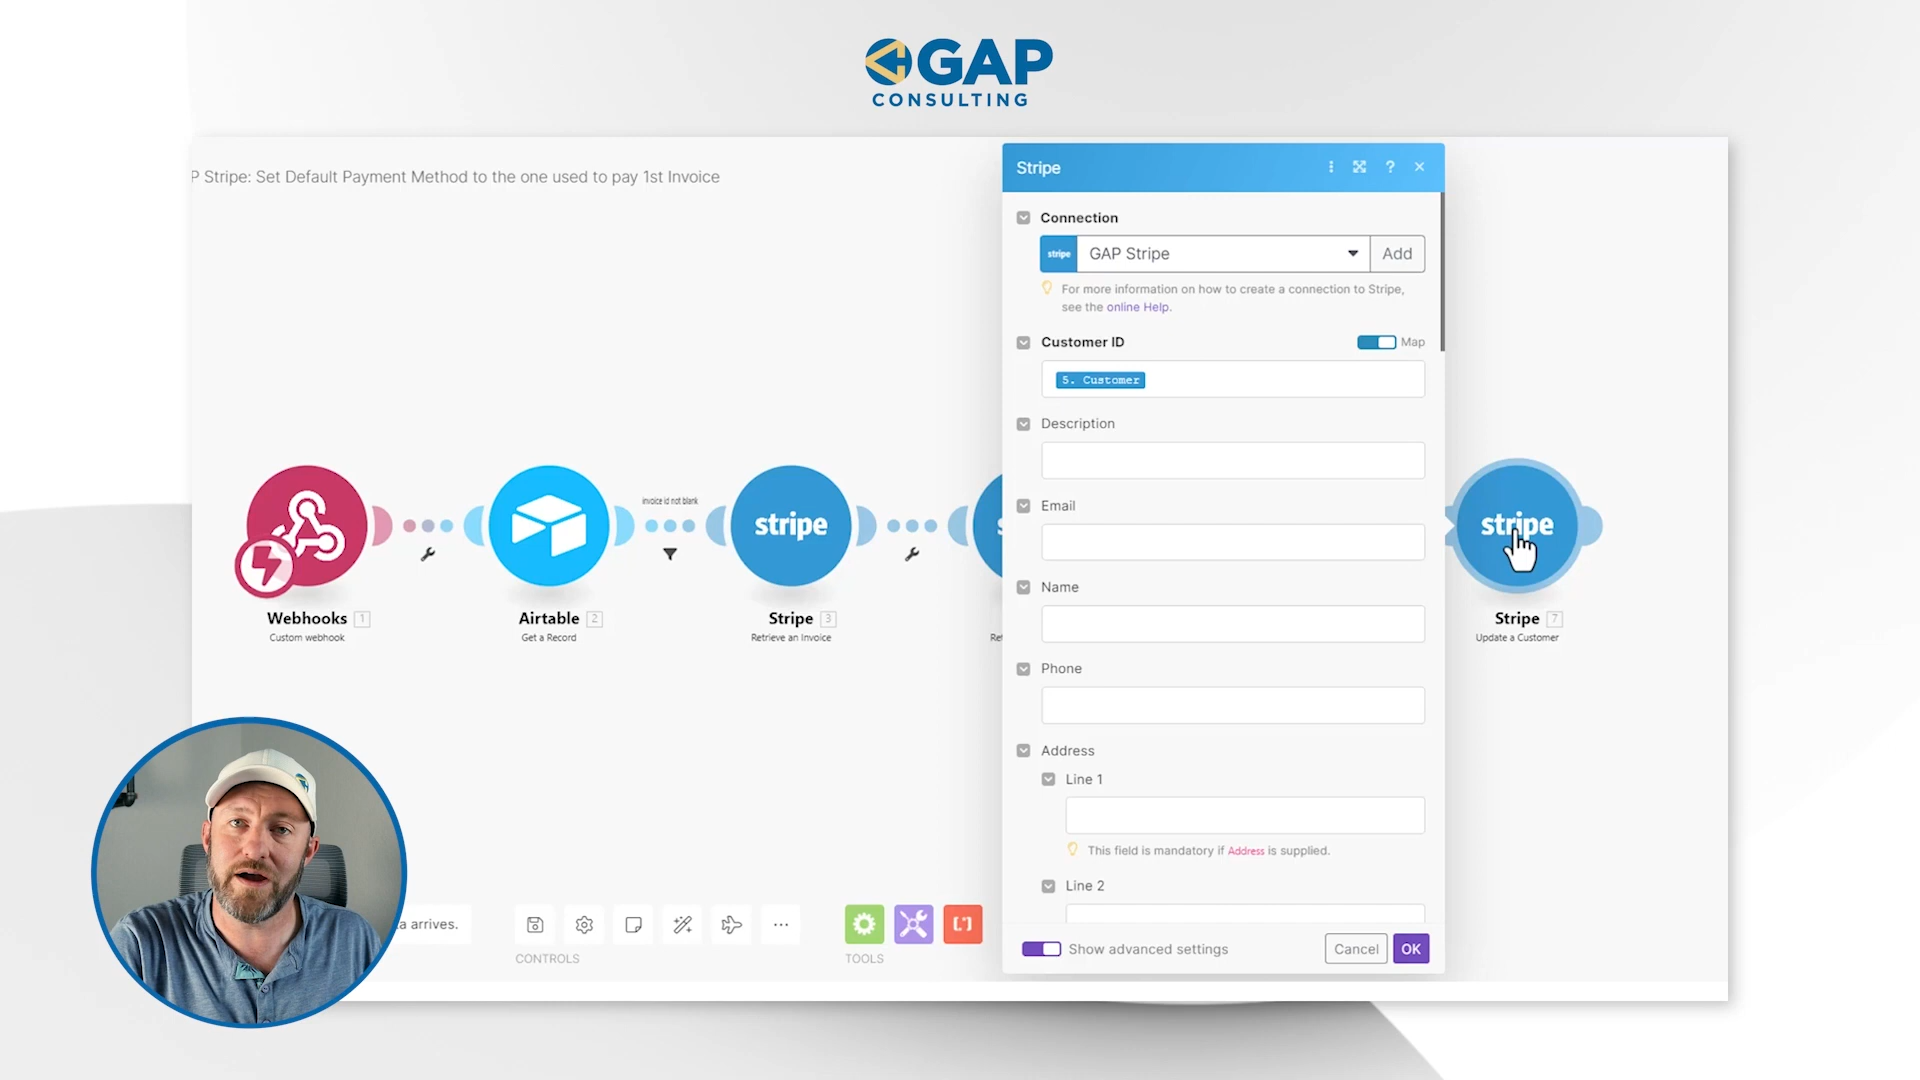 GAP
CONSULTING
P Stripe: Set Default Payment Method to the one used to pay 1st Invoice
Stripe
?
Connection
stripe
GAP Stripe
Add
For more information on how to create a connection to Stripe,
see the online Help.
Customer ID
Map
5. Customer
Description
Email
Name
Phone
Address
Line 1
This field is mandatory if Address is supplied.
Line 2
Show advanced settings
Cancel
OK
invoice id not blank
stripe
s
stripe
Webhooks 1
Custom webhook
Airtable 2
Get a Record
Stripe 3
Retrieve an Invoice
Ret
Stripe 7
Update a Customer
ta arrives.
CONTROLS
TOOLS